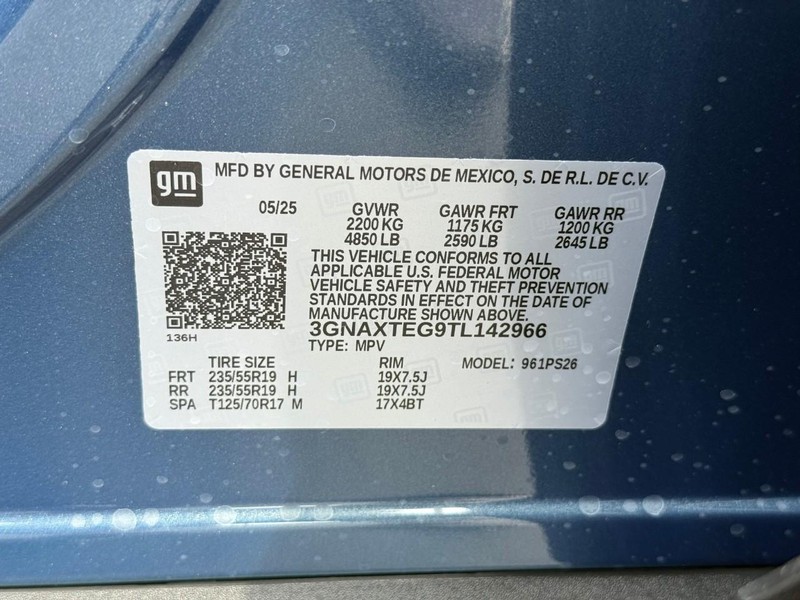 gm MFD BY GENERAL MOTORS DE MEXICO, S. DE R.L. DE C.V.
05/25 GVWR GAWR FRT GAWR RR
2200 KG 1175 KG 1200 KG
4850 LB 2590 LB 2645 LB
THIS VEHICLE CONFORMS TO ALL
APPLICABLE U.S. FEDERAL MOTOR
VEHICLE SAFETY AND THEFT PREVENTION
STANDARDS IN EFFECT ON THE DATE OF
MANUFACTURE SHOWN ABOVE.
3GNAXTEG9TL142966
136H
TYPE: MPV
TIRE SIZE RIM MODEL: 961PS26
FRT 235/55R19 H 19X7.5J
RR 235/55R19 H 19X7.5J
SPA T125/70R17 M 17X4BT